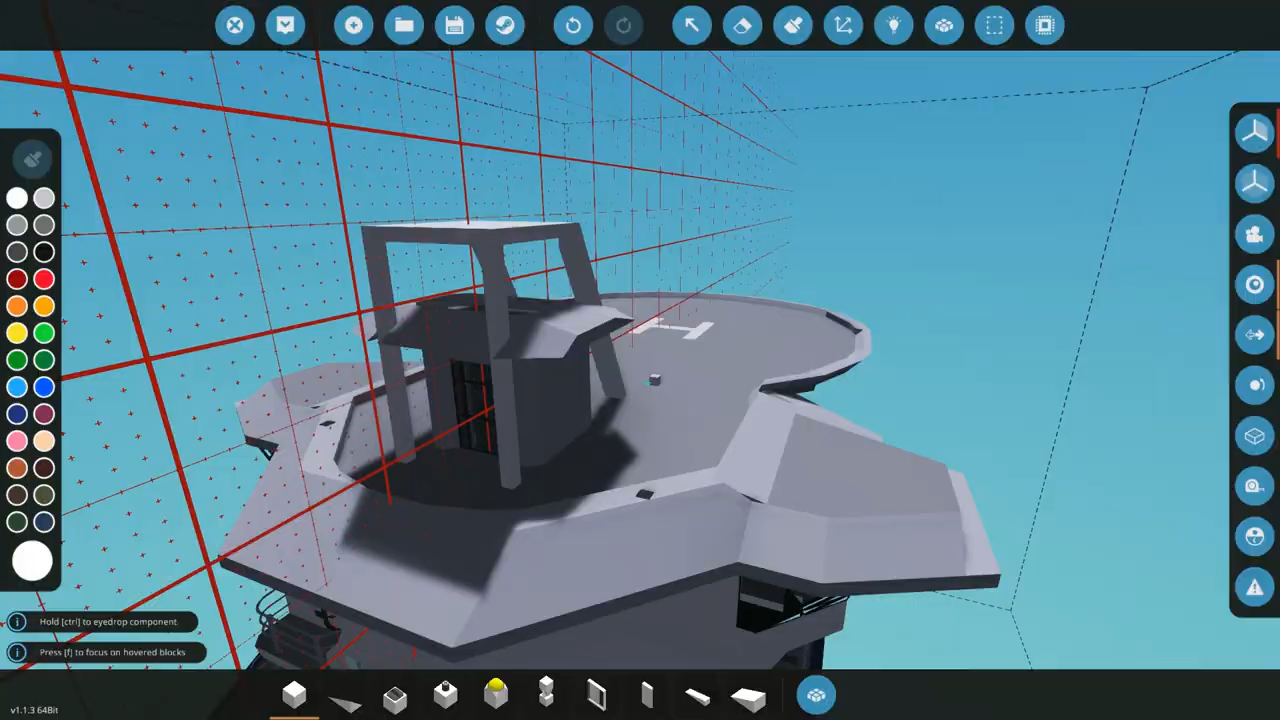 Hold [ctrl] to eyedrop component
Press [f] to focus on hovered blocks
v1.1.3 64Bit